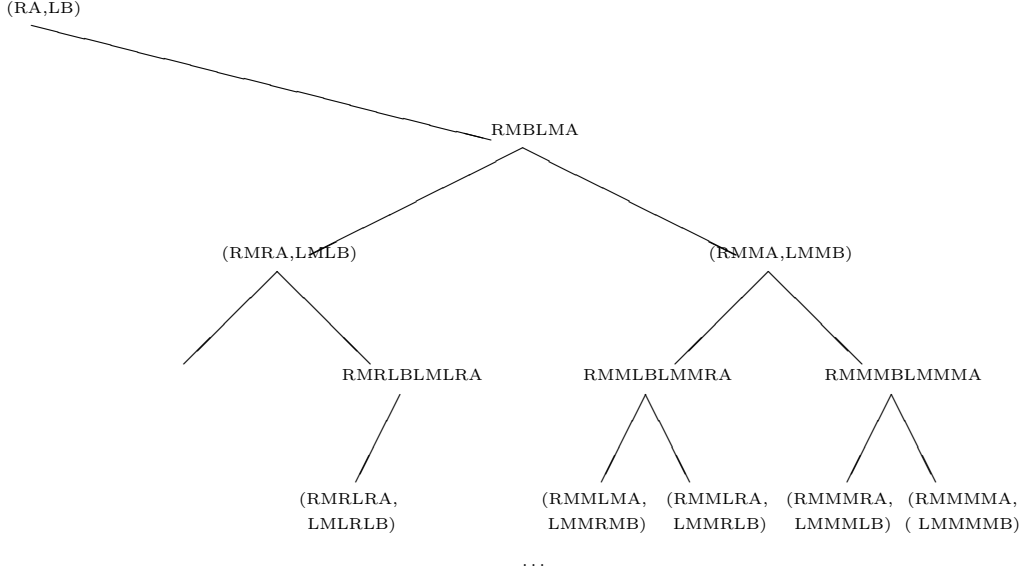 (RA,LB)
RMBLMA
(RMRA,LMLB)
(RMMA,LMMB)
RMRLBLMLRA
RMMLBLMMRA
RMMMBLMMMA
(RMRLRA,
LMLRLB)
(RMMLMA,
LMMRMB)
(RMMLRA,
LMMRLB)
(RMMMRA,
LMMMLB)
(RMMMMA,
( LMMMMB)
...